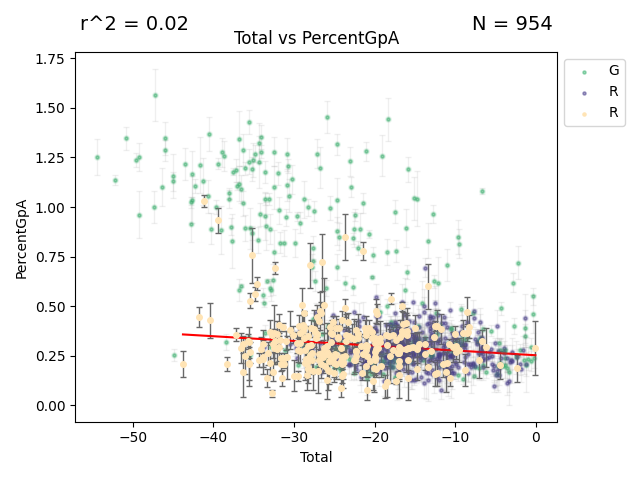 r^2 = 0.02
N = 954
Total vs PercentGpA
G
R
R
PercentGpA
1.75
1.50
1.25
1.00
0.75
0.50
0.25
0.00
−50
−40
−30
−20
−10
0
Total